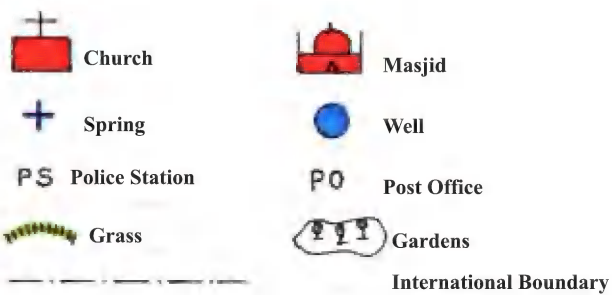 Church
Masjid
Spring
Well
PS Police Station
PO Post Office
Grass
Gardens
International Boundary